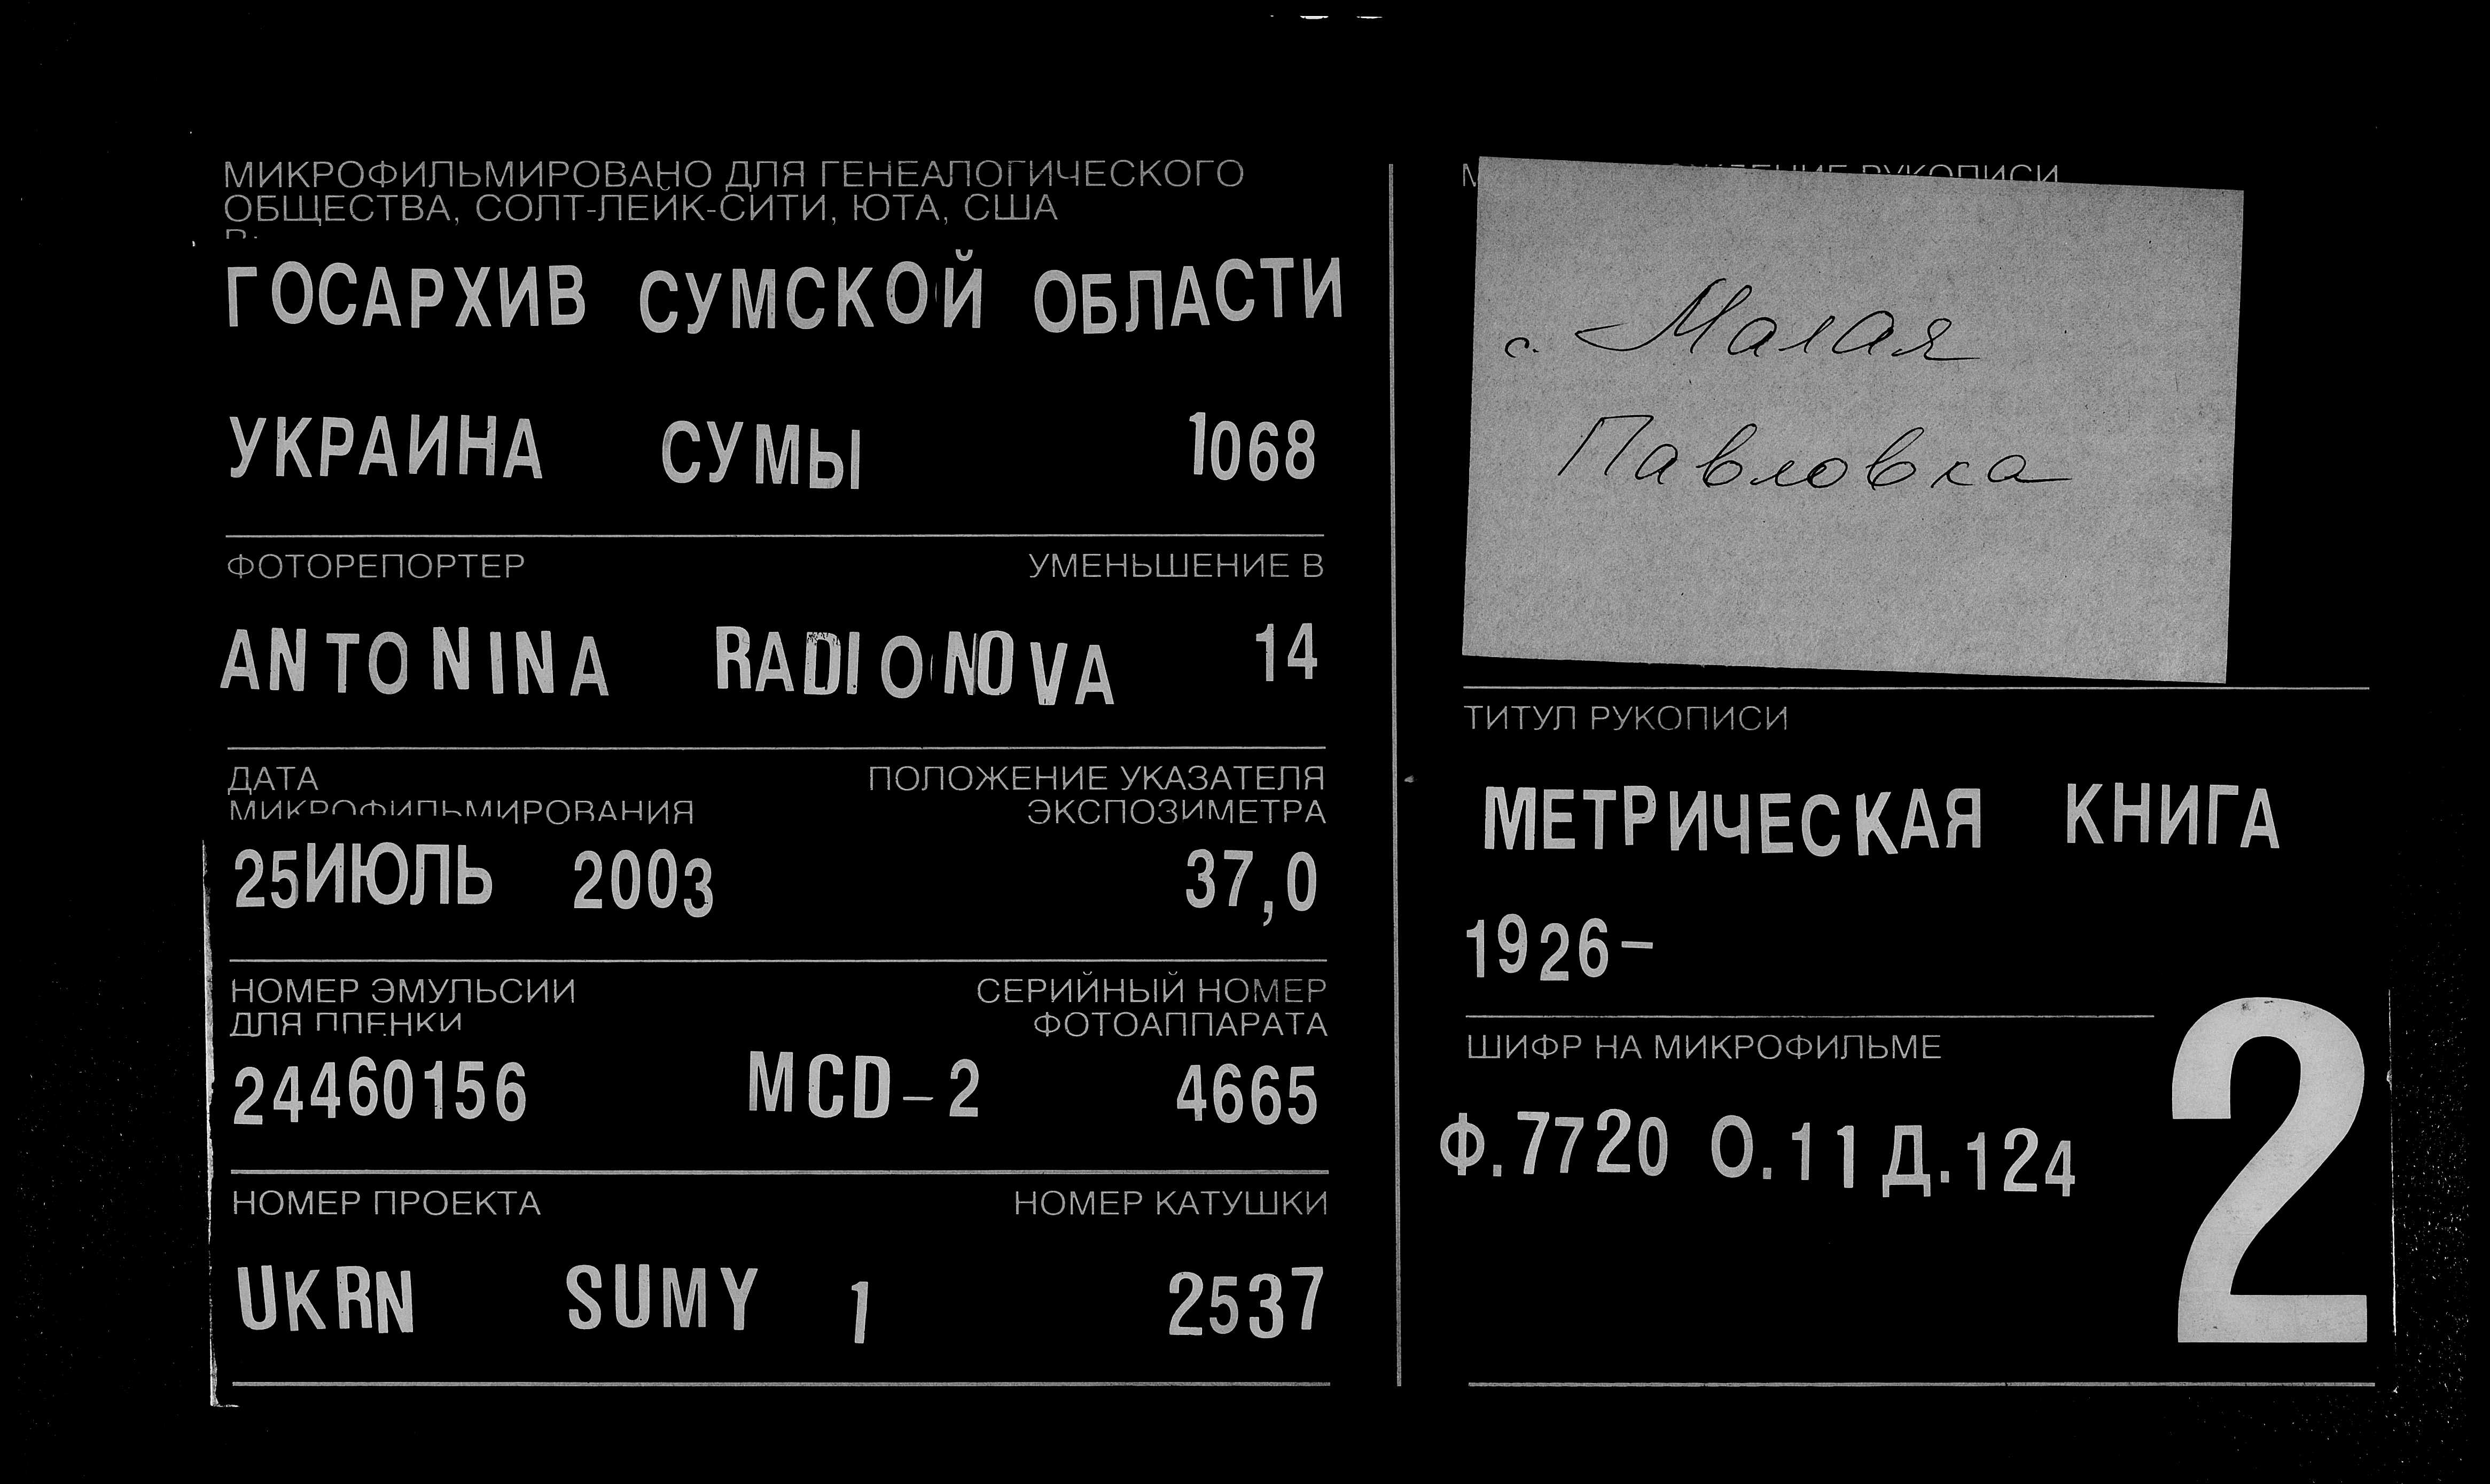 МИКРОФИЛЬМИРОВАНО ДЛЯ ГЕНЕАЛОГИЧЕСКОГО
ОБЩЕСТВА, СОЛТ-ЛЕЙК-СИТИ, ЮТА, США
ГОСАРХИВ СУМСКОЙ ОБЛАСТИ
УКРАИНА СУМЫ 1068
ФОТОРЕПОРТЕР УМЕНЬШЕНИЕ В
ANTONINA RADIONOVA 14
ДАТА ПОЛОЖЕНИЕ УКАЗАТЕЛЯ
МИКРОФИЛЬМИРОВАНИЯ ЭКСПОЗИМЕТРА
25ИЮЛЬ 2003 37,0
НОМЕР ЭМУЛЬСИИ СЕРИЙНЫЙ НОМЕР
ДЛЯ ПЛЕНКИ ФОТОАППАРАТА
24460156 MCD-2 4665
НОМЕР ПРОЕКТА НОМЕР КАТУШКИ
UKRN SUMY 1 2537
РУКОПИСИ
с. Малая
Павловка
ТИТУЛ РУКОПИСИ
МЕТРИЧЕСКАЯ КНИГА
1926-
ШИФР НА МИКРОФИЛЬМЕ
Ф.7720 О.11 Д.124
2